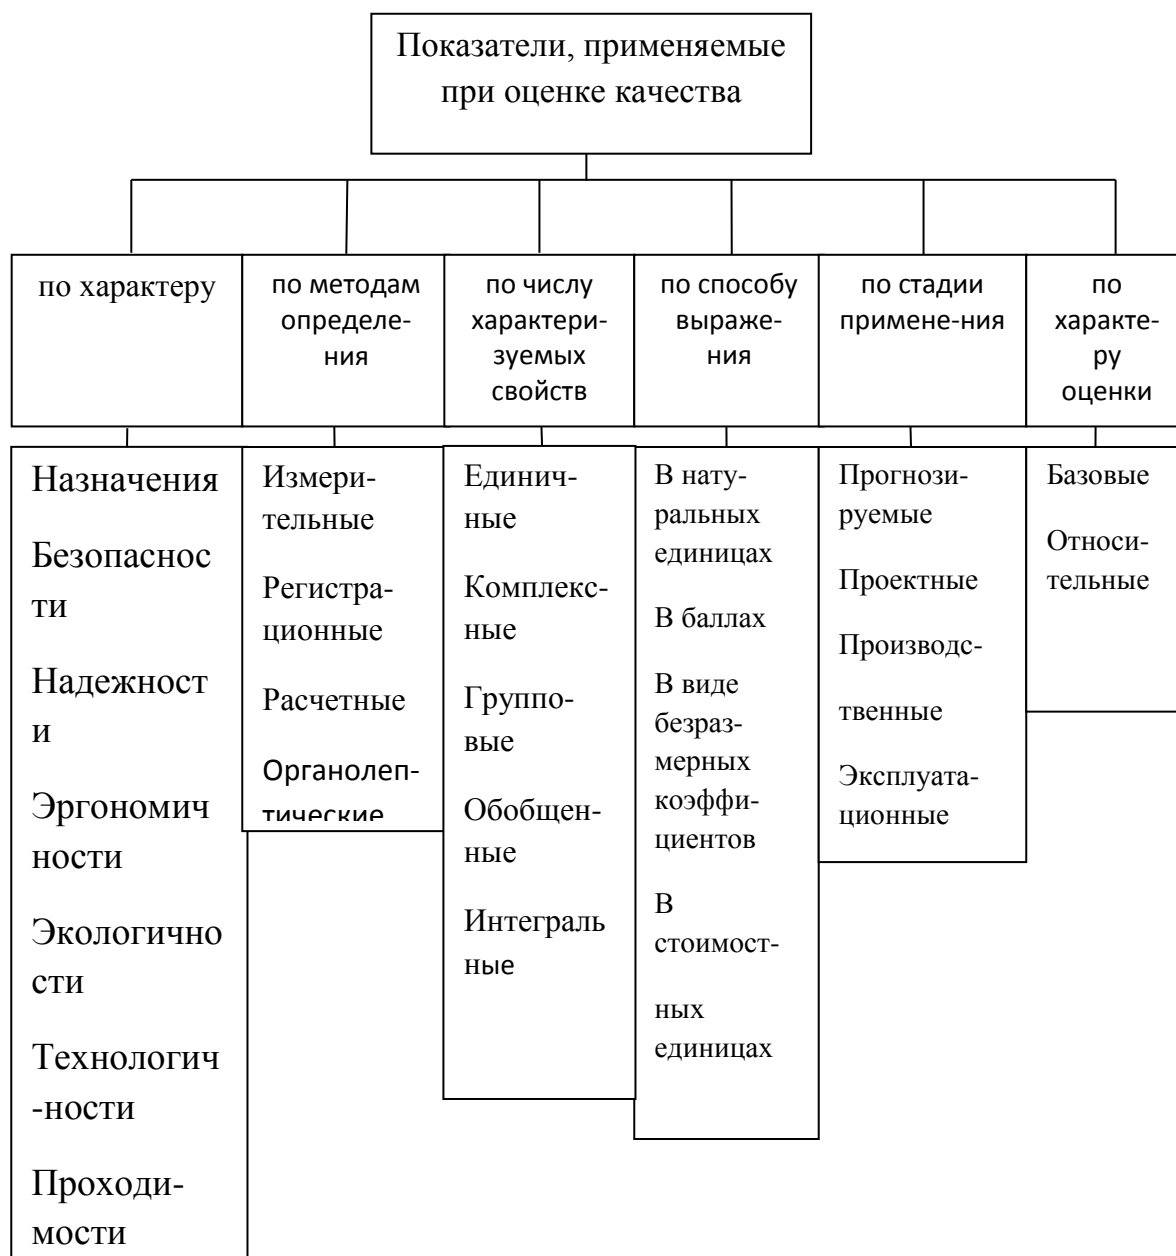 Показатели, применяемые
при оценке качества
по характеру
по методам
определе-
ния
по числу
характери-
зуемых
свойств
по способу
выраже-
ния
по стадии
примене-ния
по
характе-
ру
оценки
Назначения
Безопаснос
ти
Надежност
и
Эргономич
ности
Экологично
сти
Технологич
-ности
Проходи-
мости
Измери-
тельные
Регистра-
ционные
Расчетные
Органолеп-
тические
Единич-
ные
Комплекс-
ные
Группо-
вые
Обобщен-
ные
Интеграль
ные
В нату-
ральных
единицах
В баллах
В виде
безраз-
мерных
коэффи-
циентов
В
стоимост-
ных
единицах
Прогнози-
руемые
Проектные
Производс-
твенные
Эксплуата-
ционные
Базовые
Относи-
тельные